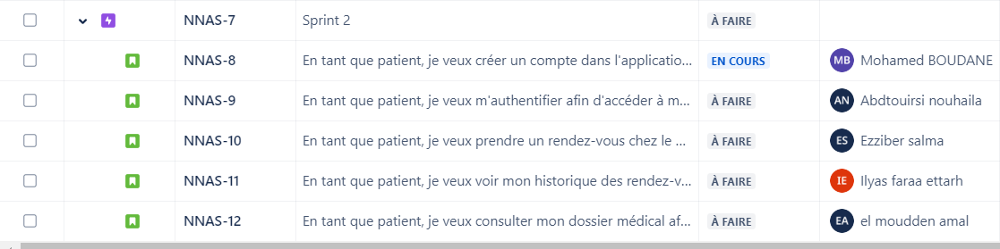 NNAS-7 Sprint 2 À FAIRE
NNAS-8 En tant que patient, je veux créer un compte dans l'applicatio... EN COURS MB Mohamed BOUDANE
NNAS-9 En tant que patient, je veux m'authentifier afin d'accéder à m... À FAIRE AN Abdtouirsi nouhaila
NNAS-10 En tant que patient, je veux prendre un rendez-vous chez le ... À FAIRE ES Ezziber salma
NNAS-11 En tant que patient, je veux voir mon historique des rendez-v... À FAIRE IE Ilyas faraa ettarh
NNAS-12 En tant que patient, je veux consulter mon dossier médical af... À FAIRE EA el moudden amal